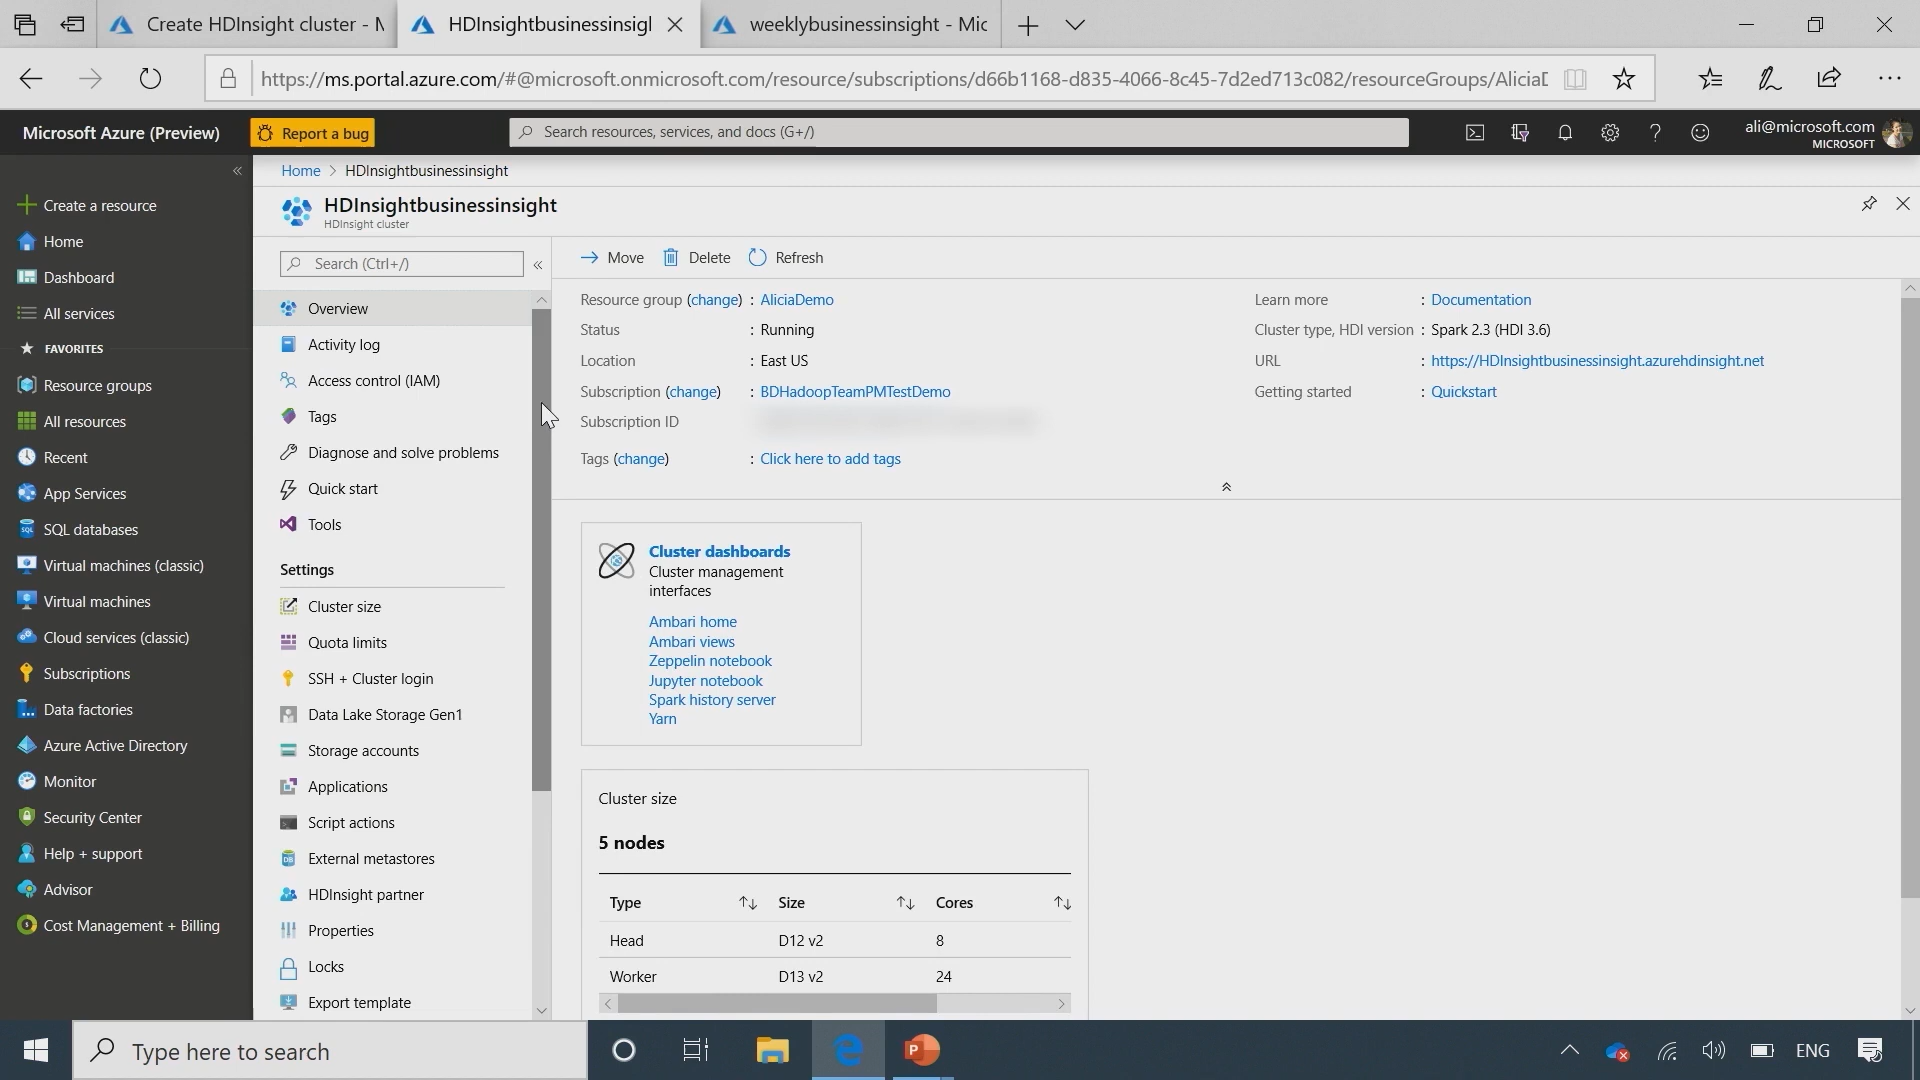 Create HDInsight cluster - M
HDInsightbusinessinsigl
weeklybusinessinsight - Mic
https://ms.portal.azure.com/#@microsoft.onmicrosoft.com/resource/subscriptions/d66b1168-d835-4066-8c45-7d2ed713c082/resourceGroups/AliciaD
Microsoft Azure (Preview)
Report a bug
Search resources, services, and docs (G+/)
ali@microsoft.com
MICROSOFT
Create a resource
Home
Dashboard
All services
FAVORITES
Resource groups
All resources
Recent
App Services
SQL databases
Virtual machines (classic)
Virtual machines
Cloud services (classic)
Subscriptions
Data factories
Azure Active Directory
Monitor
Security Center
Help + support
Advisor
Cost Management + Billing
Home > HDInsightbusinessinsight
HDInsightbusinessinsight
HDInsight cluster
Search (Ctrl+/)
Overview
Activity log
Access control (IAM)
Tags
Diagnose and solve problems
Quick start
Tools
Settings
Cluster size
Quota limits
SSH + Cluster login
Data Lake Storage Gen1
Storage accounts
Applications
Script actions
External metastores
HDInsight partner
Properties
Locks
Export template
Move Delete Refresh
Resource group (change) : AliciaDemo
Status : Running
Location : East US
Subscription (change) : BDHadoopTeamPMTestDemo
Subscription ID
Tags (change) : Click here to add tags
Learn more : Documentation
Cluster type, HDI version : Spark 2.3 (HDI 3.6)
URL : https://HDInsightbusinessinsight.azurehdinsight.net
Getting started : Quickstart
Cluster dashboards
Cluster management
interfaces
Ambari home
Ambari views
Zeppelin notebook
Jupyter notebook
Spark history server
Yarn
Cluster size
5 nodes
Type Size Cores
Head D12 v2 8
Worker D13 v2 24
Type here to search
ENG